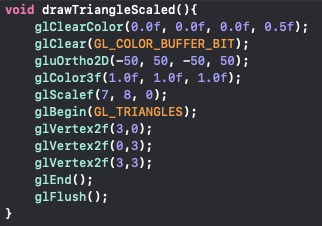 void drawTriangleScaled(){
glClearColor(0.0f, 0.0f, 0.0f, 0.5f);
glClear(GL_COLOR_BUFFER_BIT);
gluOrtho2D(-50, 50, -50, 50);
glColor3f(1.0f, 1.0f, 1.0f);
glScalef(7, 8, 0);
glBegin(GL_TRIANGLES);
glVertex2f(3,0);
glVertex2f(0,3);
glVertex2f(3,3);
glEnd();
glFlush();
}